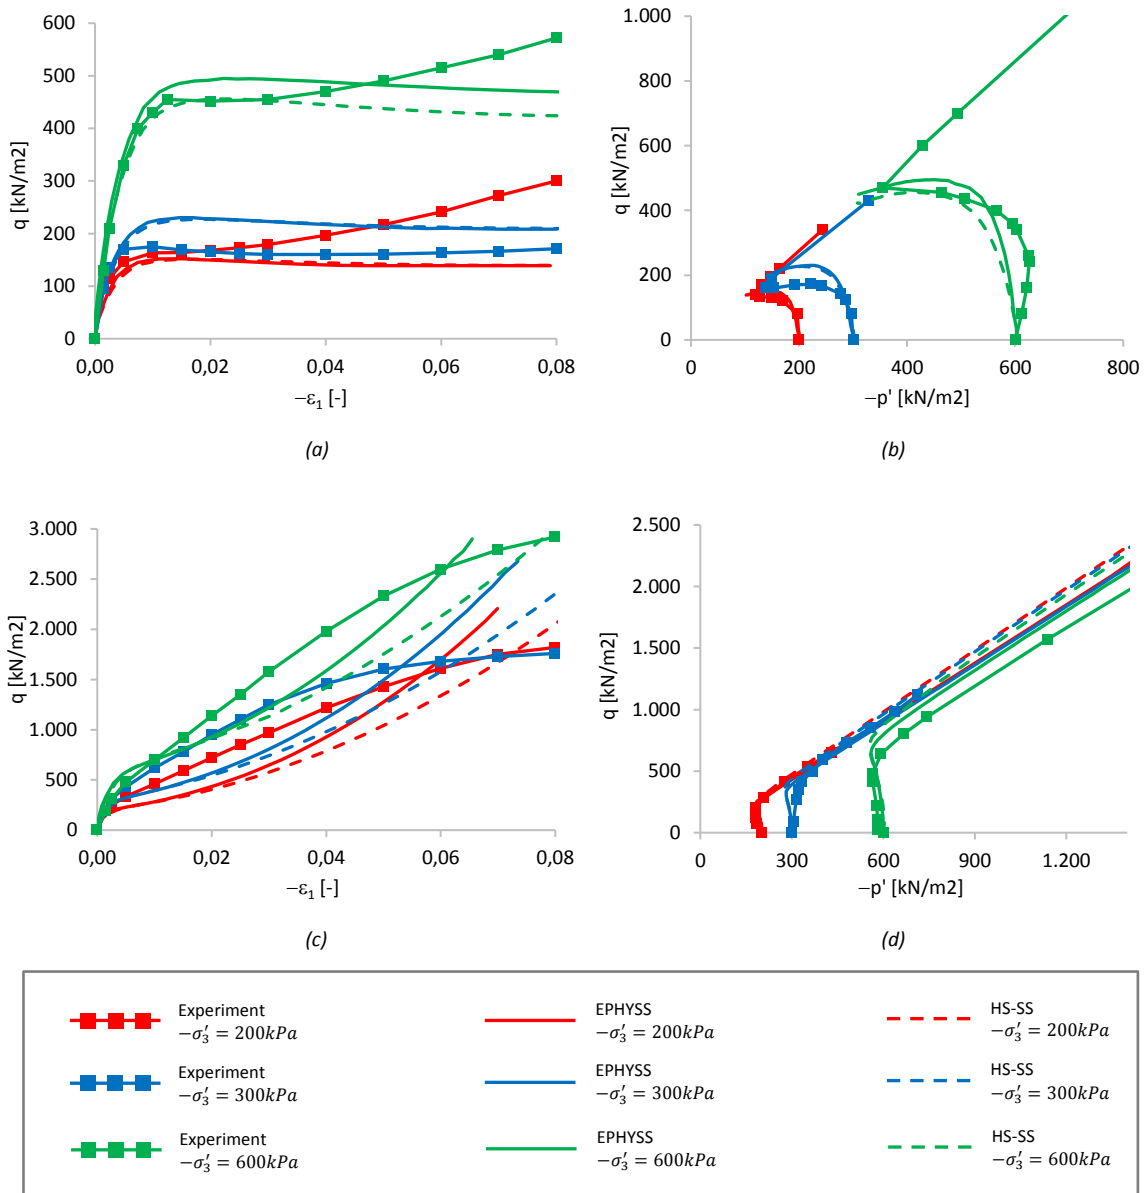 600
500
400
300
200
100
0
q [kN/m2]
0,00
0,02
0,04
0,06
0,08
−ε1 [-]
(a)
1.000
800
600
400
200
0
q [kN/m2]
200
400
600
800
−p' [kN/m2]
(b)
3.000
2.500
2.000
1.500
1.000
500
0
q [kN/m2]
0,00
0,02
0,04
0,06
0,08
−ε1 [-]
(c)
2.500
2.000
1.500
1.000
500
0
q [kN/m2]
0
300
600
900
1.200
−p' [kN/m2]
(d)
Experiment
−σ′3 = 200kPa
EPHYSS
−σ′3 = 200kPa
HS-SS
−σ′3 = 200kPa
Experiment
−σ′3 = 300kPa
EPHYSS
−σ′3 = 300kPa
HS-SS
−σ′3 = 300kPa
Experiment
−σ′3 = 600kPa
EPHYSS
−σ′3 = 600kPa
HS-SS
−σ′3 = 600kPa